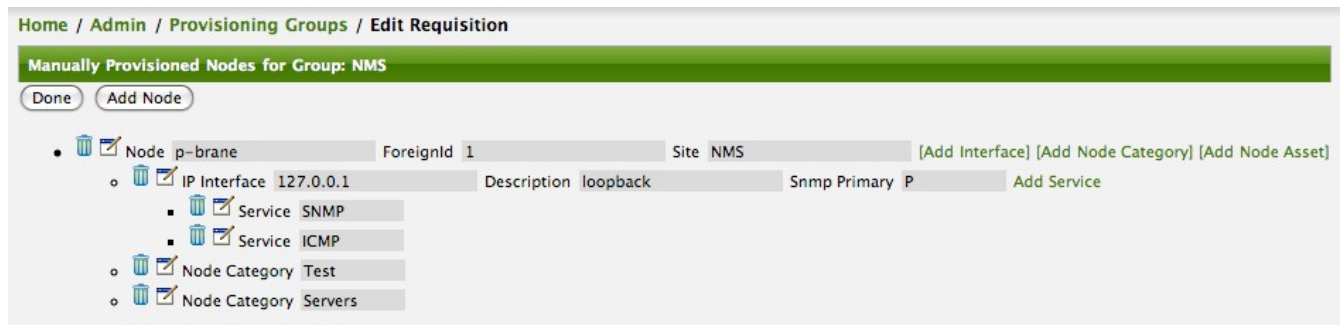 Home / Admin / Provisioning Groups / Edit Requisition
Manually Provisioned Nodes for Group: NMS
Done Add Node
Node p-brane ForeignId 1 Site NMS [Add Interface] [Add Node Category] [Add Node Asset]
IP Interface 127.0.0.1 Description loopback Snmp Primary P Add Service
Service SNMP
Service ICMP
Node Category Test
Node Category Servers